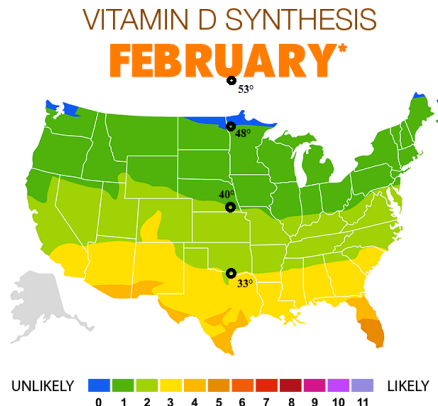 VITAMIN D SYNTHESIS
FEBRUARY*
53°
48°
40°
33°
UNLIKELY LIKELY
0 1 2 3 4 5 6 7 8 9 10 11